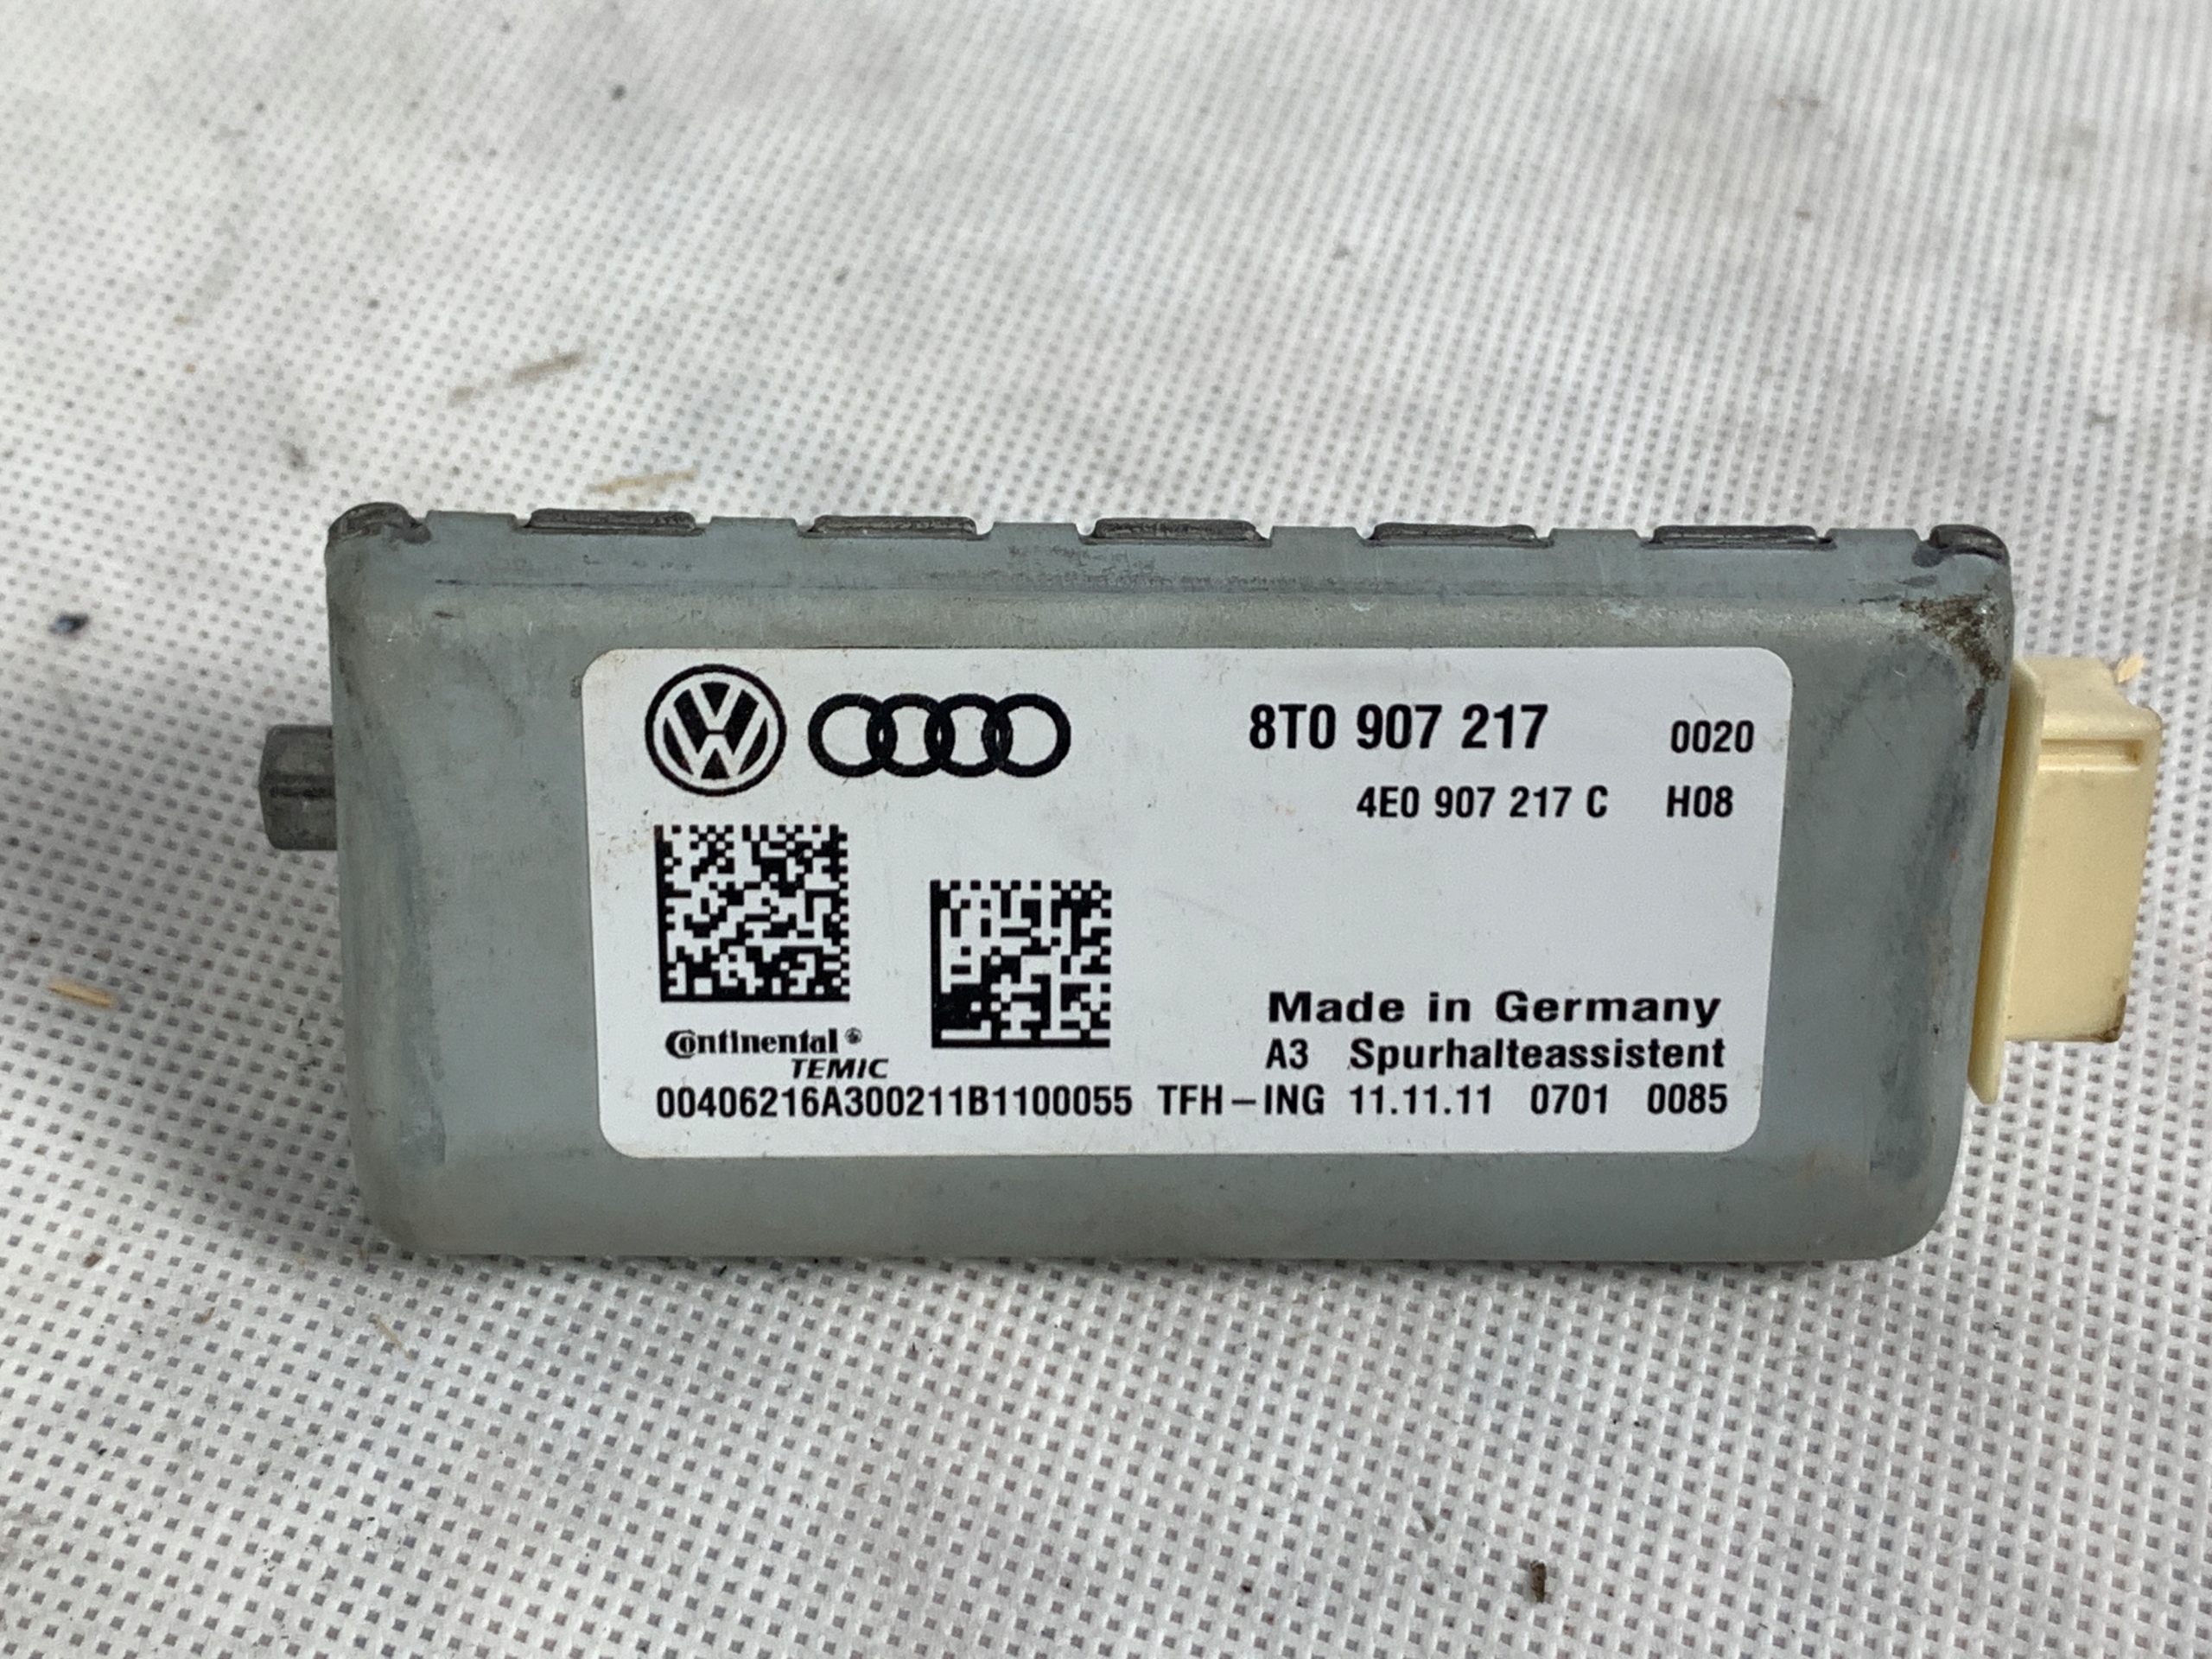 8T0 907 217 0020
4E0 907 217 C H08
Continental
TEMIC
Made in Germany
A3 Spurhalteassistent
00406216A300211B1100055 TFH-ING 11.11.11 0701 0085